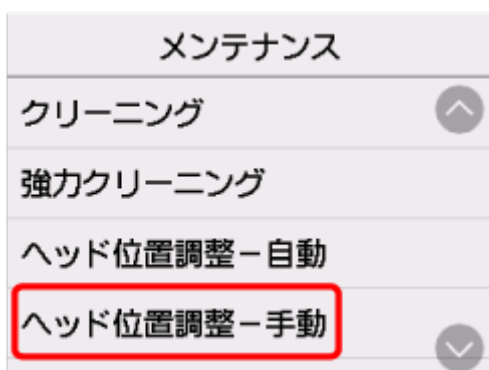 メンテナンス
クリーニング
強力クリーニング
ヘッド位置調整－自動
ヘッド位置調整－手動